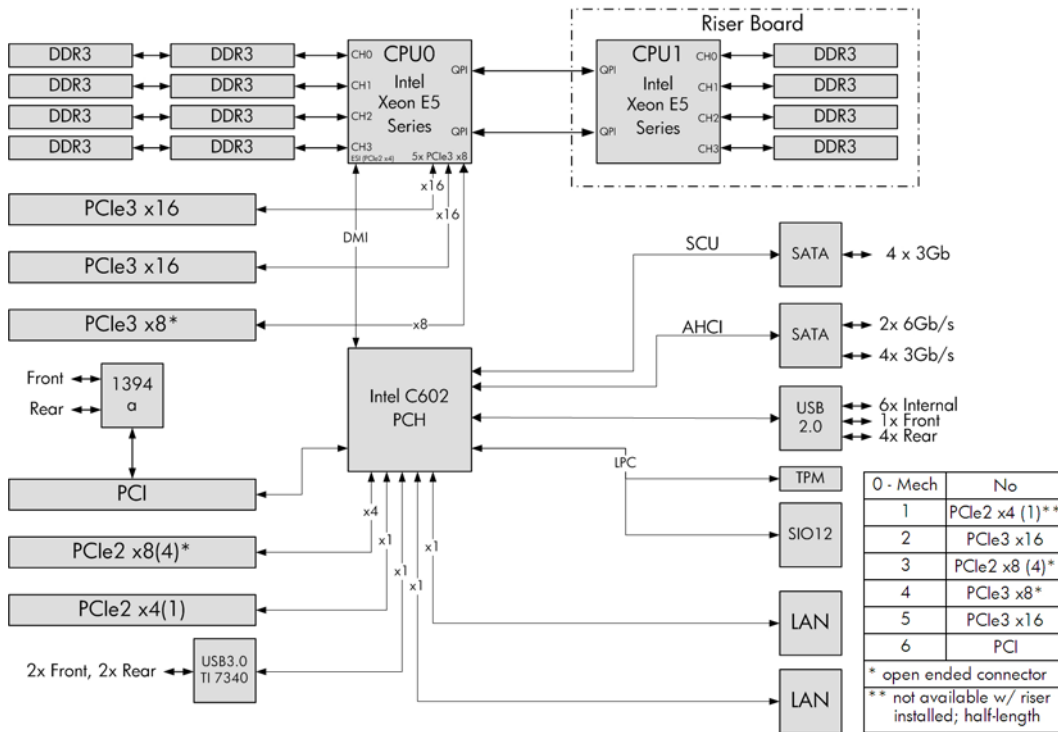 Riser Board
DDR3 DDR3 CH0 CPU0 CPU1 CH0 DDR3
QPI QPI
DDR3 DDR3 CH1 Intel Intel CH1 DDR3
Xeon E5 Xeon E5
DDR3 DDR3 CH2 Series Series CH2 DDR3
QPI QPI
DDR3 DDR3 CH3 CH3 DDR3
ESI (PCIe2 x4) 5x PCIe3 x8
x16
PCIe3 x16
x16
DMI
SCU
SATA 4 x 3Gb
PCIe3 x16
PCIe3 x8*
x8
AHCI
SATA
2x 6Gb/s
4x 3Gb/s
Front
Rear
1394
a
Intel C602
PCH
USB
2.0
6x Internal
1x Front
4x Rear
LPC
TPM
SIO12
PCI
x4
PCIe2 x8(4)*
x1
x1
x1
x1
PCIe2 x4(1)
LAN
2x Front, 2x Rear
USB3.0
TI 7340
LAN
0 - Mech No
1 PCIe2 x4 (1)**
2 PCIe3 x16
3 PCIe2 x8 (4)*
4 PCIe3 x8*
5 PCIe3 x16
6 PCI
* open ended connector
** not available w/ riser
installed; half-length